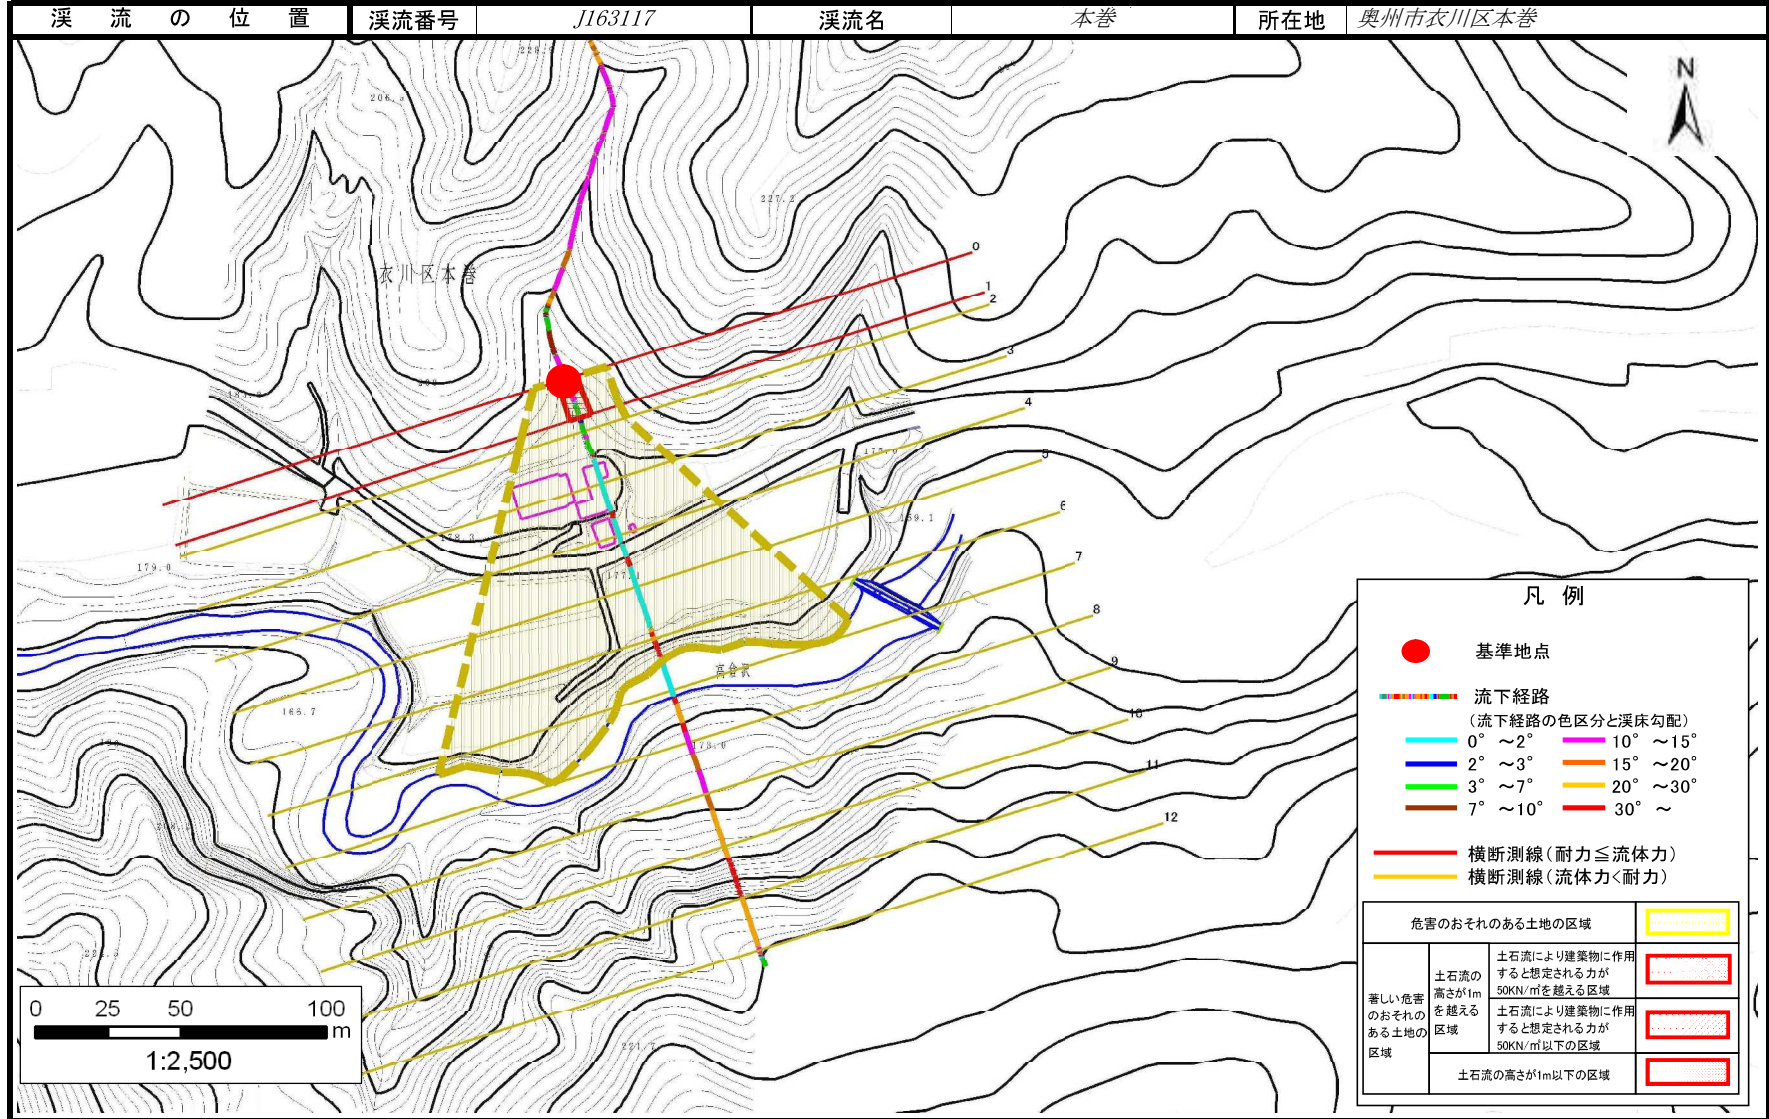 渓流の位置 渓流番号 J163117 渓流名 本巻 所在地 奥州市衣川区本巻
N
206.
227.2
衣川区本巻
0
1
2
3
4
5
6
7
8
9
10
11
12
178.3
179.0
177.1
159.1
166.7
高倉沢
173.0
221.7
0 25 50 100 m
1:2,500
凡 例
基準地点
流下経路
(流下経路の色区分と渓床勾配)
0° ～2° 10° ～15°
2° ～3° 15° ～20°
3° ～7° 20° ～30°
7° ～10° 30° ～
横断測線(耐力≦流体力)
横断測線(流体力<耐力)
危害のおそれのある土地の区域
著しい危害
のおそれの
ある土地の
区域
土石流の
高さが1m
を越える
区域
土石流により建築物に作用
すると想定される力が
50KN/㎡を越える区域
土石流により建築物に作用
すると想定される力が
50KN/㎡以下の区域
土石流の高さが1m以下の区域